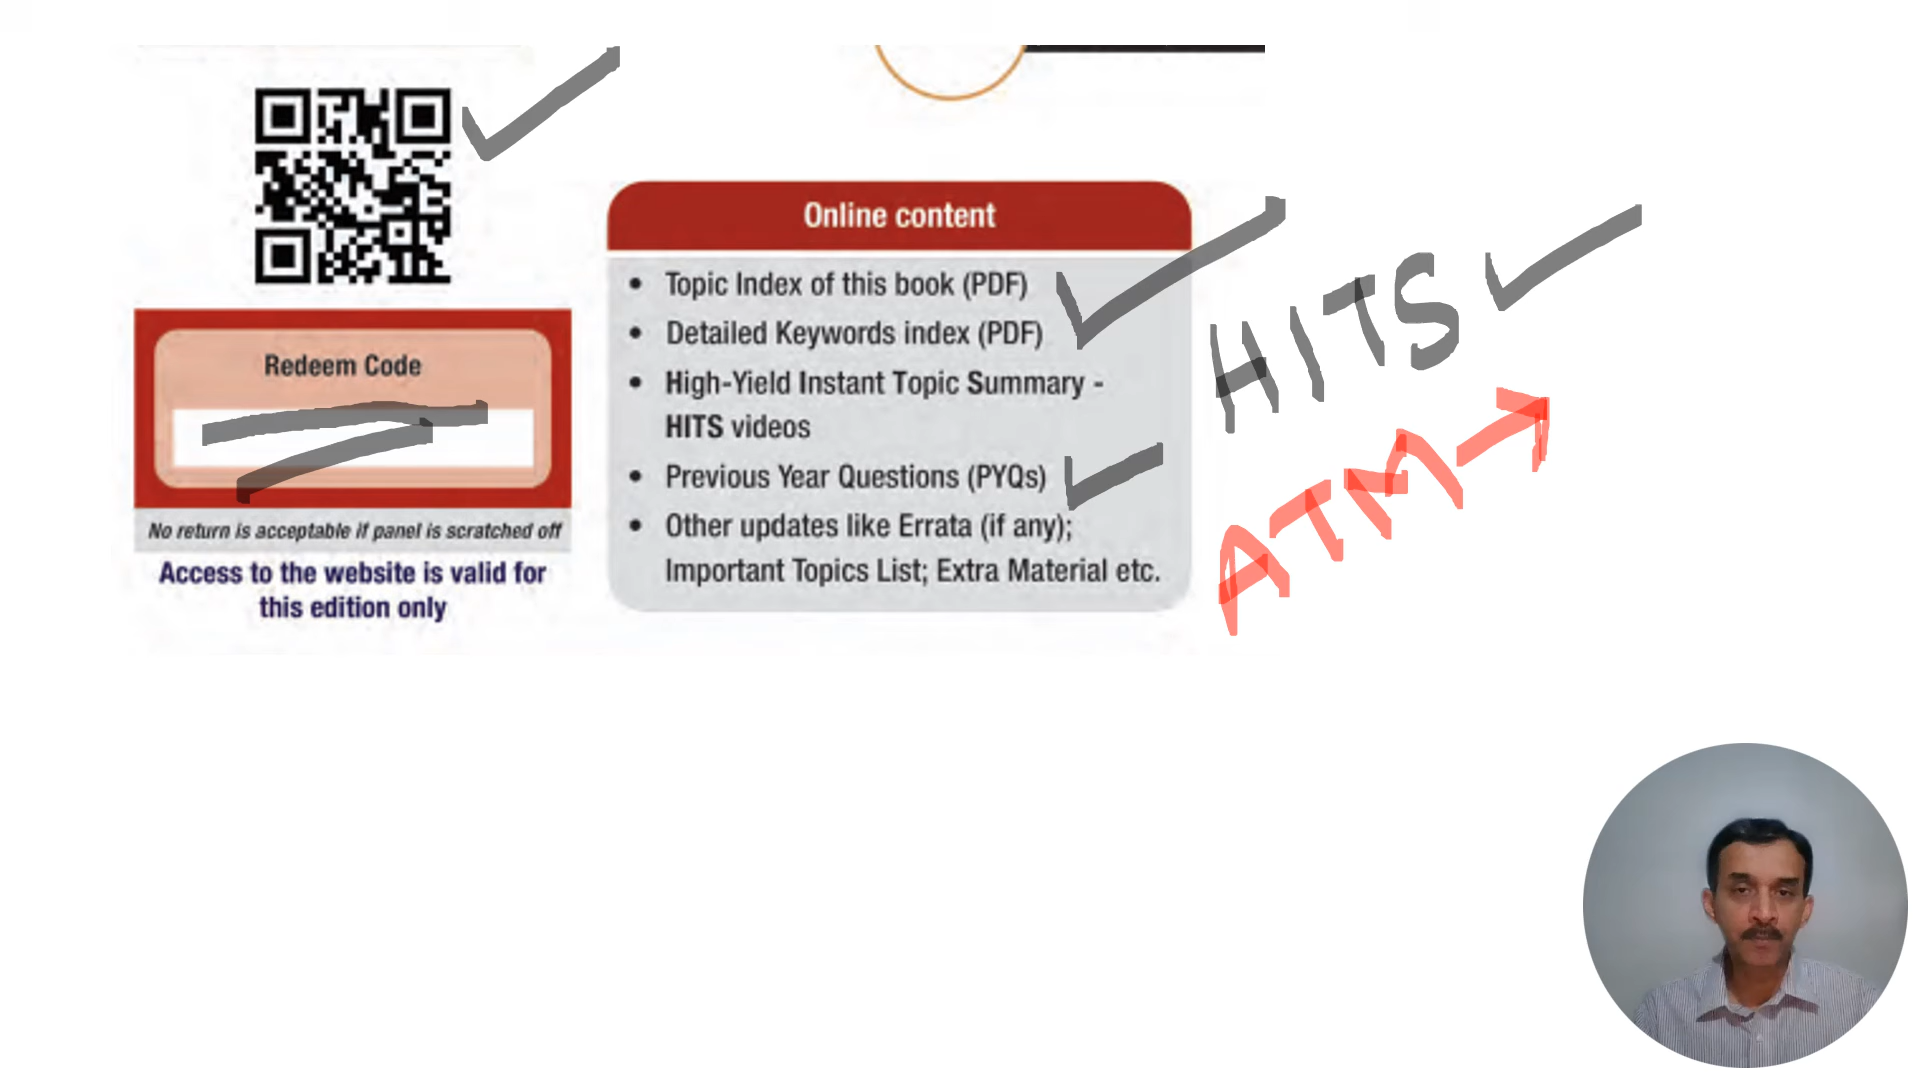 Redeem Code
No return is acceptable if panel is scratched off
Access to the website is valid for
this edition only
Online content
• Topic Index of this book (PDF)
• Detailed Keywords index (PDF)
• High-Yield Instant Topic Summary -
HITS videos
• Previous Year Questions (PYQs)
• Other updates like Errata (if any);
Important Topics List; Extra Material etc.
HITS
ATM